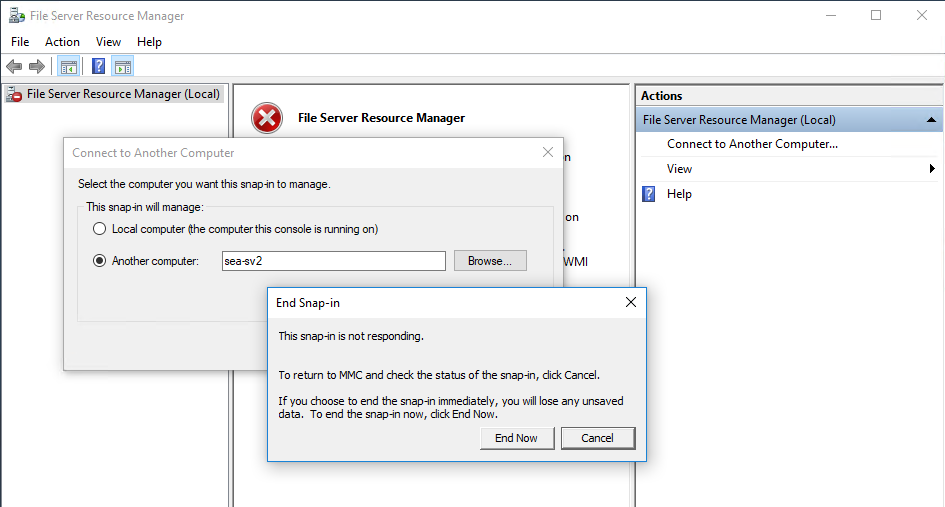 File Server Resource Manager
File Action View Help
File Server Resource Manager (Local)
File Server Resource Manager
on
on
WMI
Connect to Another Computer
Select the computer you want this snap-in to manage.
This snap-in will manage:
Local computer (the computer this console is running on)
Another computer:
sea-sv2
Browse...
End Snap-in
This snap-in is not responding.
To return to MMC and check the status of the snap-in, click Cancel.
If you choose to end the snap-in immediately, you will lose any unsaved
data. To end the snap-in now, click End Now.
End Now
Cancel
Actions
File Server Resource Manager (Local)
Connect to Another Computer...
View
Help